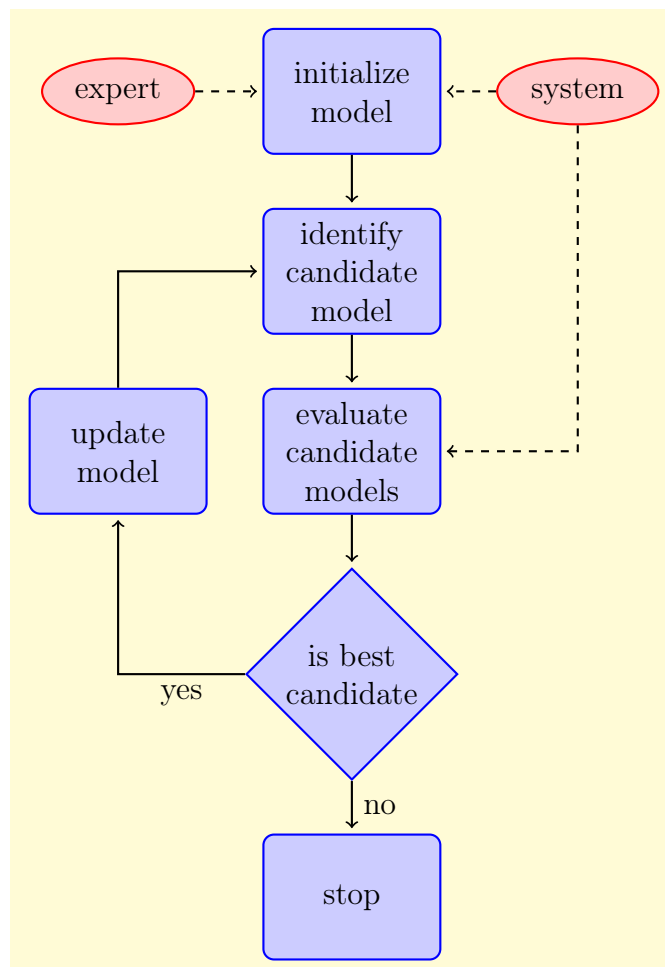 expert
initialize
model
system
identify
candidate
model
update
model
evaluate
candidate
models
is best
candidate
yes
no
stop